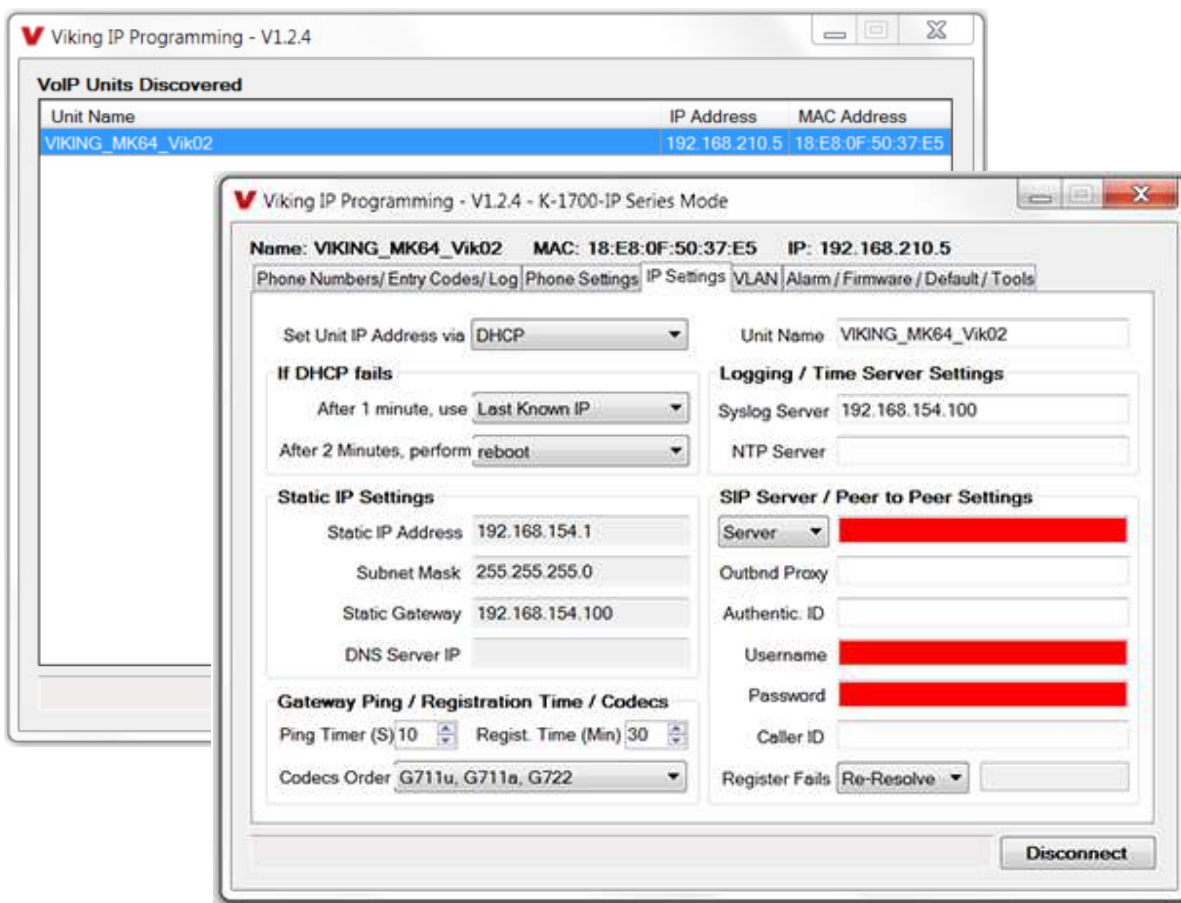 Viking IP Programming - V1.2.4
VoIP Units Discovered
Unit Name IP Address MAC Address
VIKING_MK64_Vik02 192.168.210.5 18:E8:0F:50:37:E5
Viking IP Programming - V1.2.4 - K-1700-IP Series Mode
Name: VIKING_MK64_Vik02 MAC: 18:E8:0F:50:37:E5 IP: 192.168.210.5
Phone Numbers/ Entry Codes/ Log Phone Settings IP Settings VLAN Alarm / Firmware / Default / Tools
Set Unit IP Address via DHCP
If DHCP fails
After 1 minute, use Last Known IP
After 2 Minutes, perform reboot
Static IP Settings
Static IP Address 192.168.154.1
Subnet Mask 255.255.255.0
Static Gateway 192.168.154.100
DNS Server IP
Gateway Ping / Registration Time / Codecs
Ping Timer (S) 10 Regist. Time (Min) 30
Codecs Order G711u, G711a, G722
Unit Name VIKING_MK64_Vik02
Logging / Time Server Settings
Syslog Server 192.168.154.100
NTP Server
SIP Server / Peer to Peer Settings
Server
Outbnd Proxy
Authentic. ID
Username
Password
Caller ID
Register Fails Re-Resolve
Disconnect